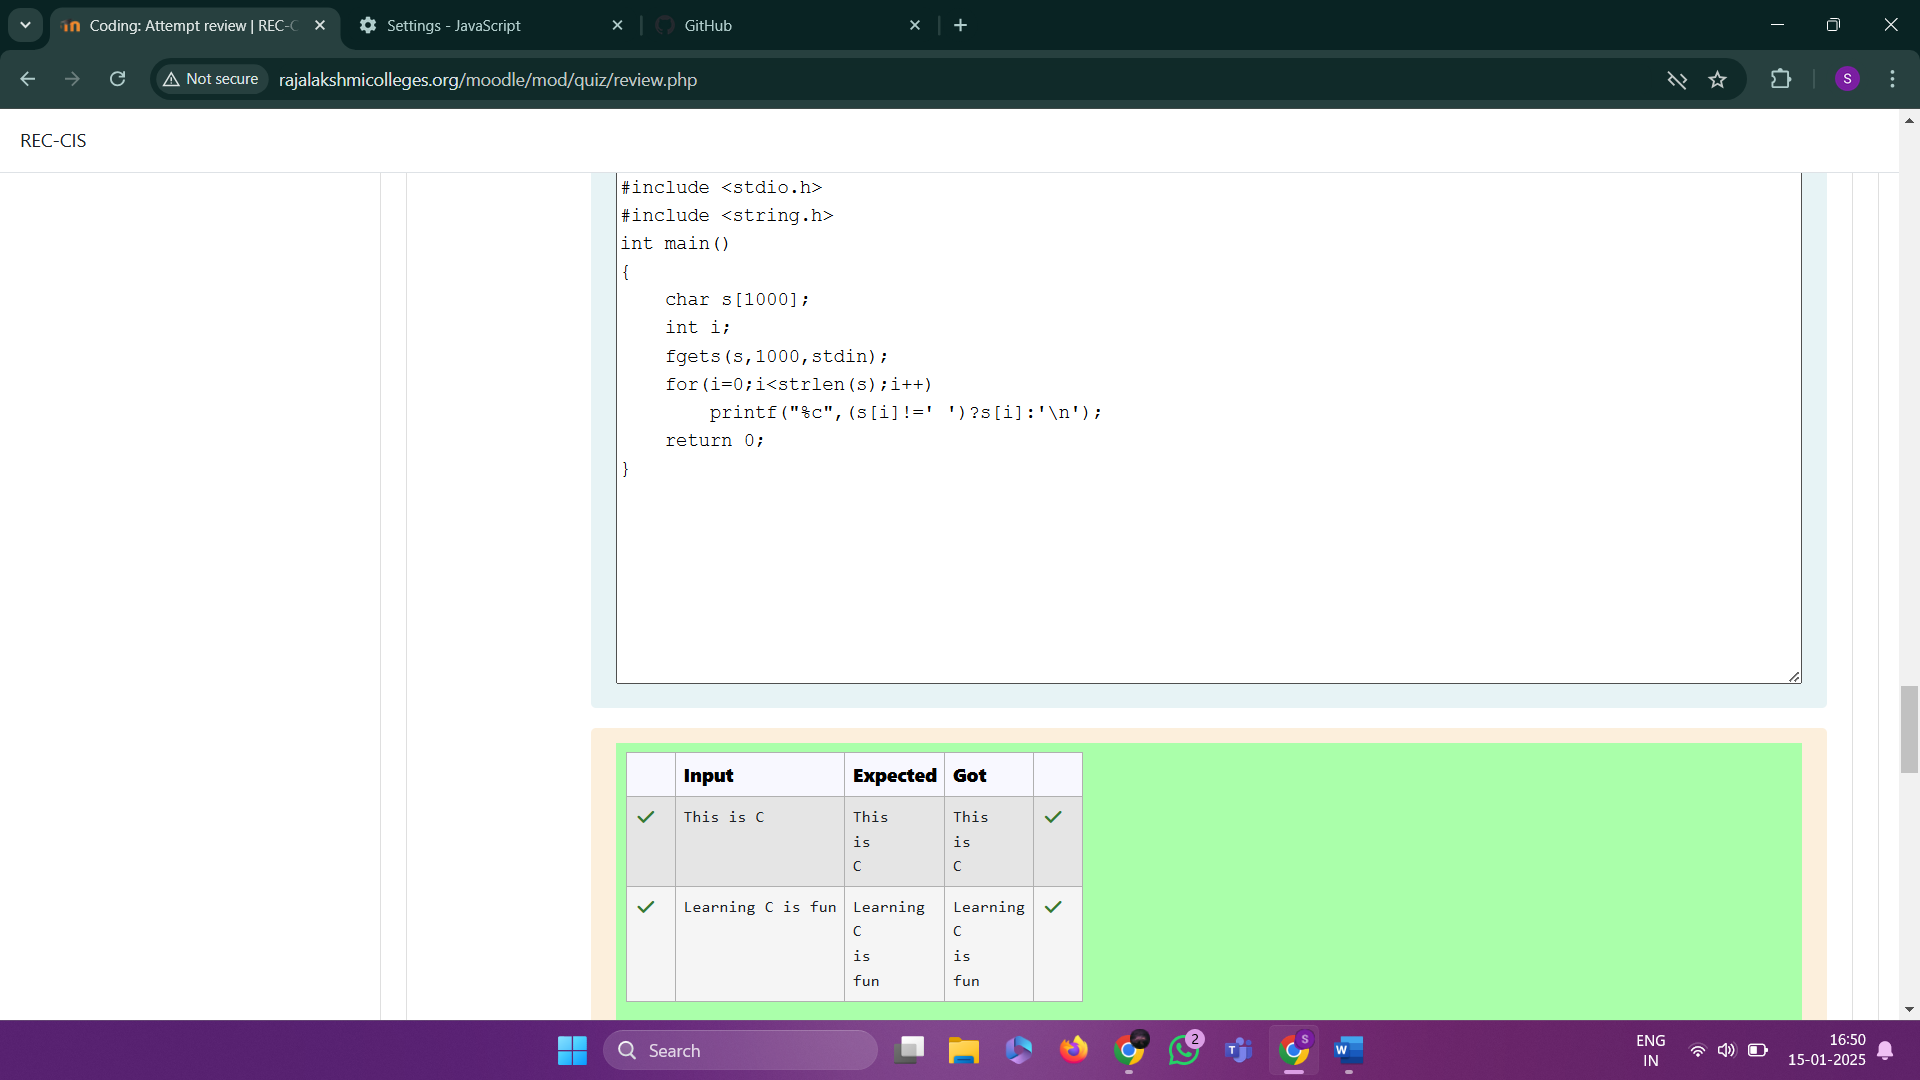 Coding: Attempt review | REC-C
Settings - JavaScript
GitHub
Not secure
rajalakshmicolleges.org/moodle/mod/quiz/review.php
S
REC-CIS
#include <stdio.h>
#include <string.h>
int main()
{
    char s[1000];
    int i;
    fgets(s,1000,stdin);
    for(i=0;i<strlen(s);i++)
        printf("%c",(s[i]!=' ')?s[i]:'\n');
    return 0;
}
Input Expected Got
This is C This This
is is
C C
Learning C is fun Learning Learning
C C
is is
fun fun
Search
2
S
ENG
IN
16:50
15-01-2025